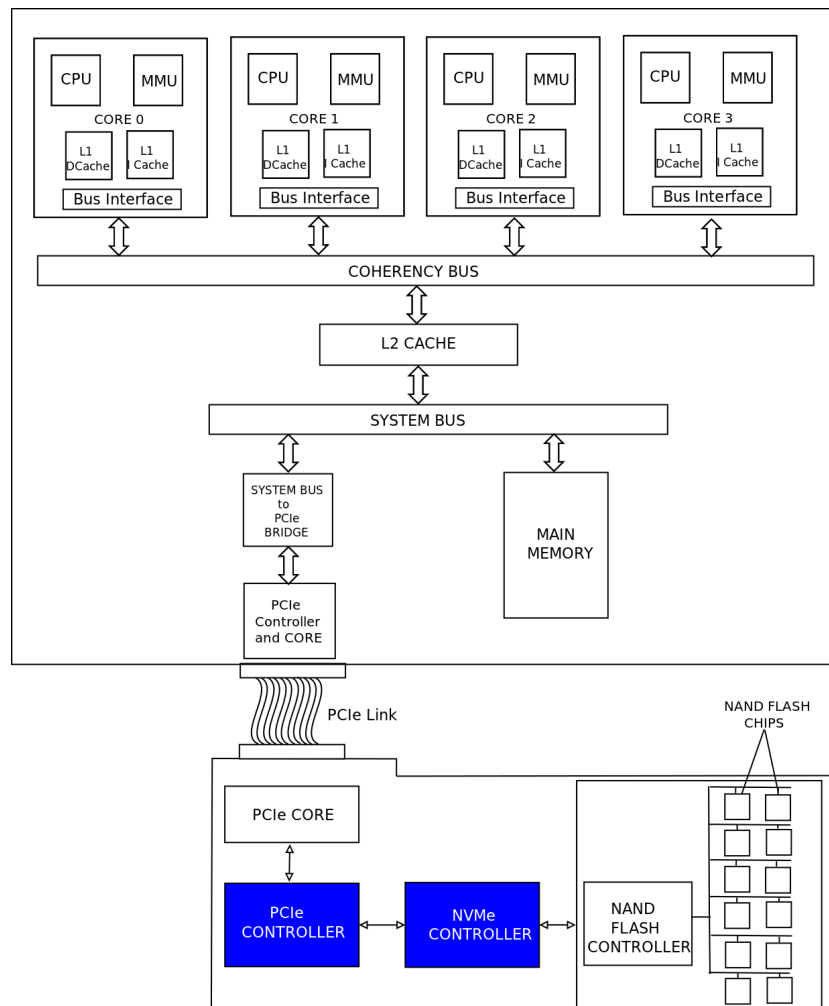 CPU
MMU
CORE 0
L1
DCache
L1
I Cache
Bus Interface
CPU
MMU
CORE 1
L1
DCache
L1
I Cache
Bus Interface
CPU
MMU
CORE 2
L1
DCache
L1
I Cache
Bus Interface
CPU
MMU
CORE 3
L1
DCache
L1
I Cache
Bus Interface
COHERENCY BUS
L2 CACHE
SYSTEM BUS
SYSTEM BUS
to
PCIe
BRIDGE
MAIN
MEMORY
PCIe
Controller
and CORE
PCIe Link
NAND FLASH
CHIPS
PCIe CORE
PCIe
CONTROLLER
NVMe
CONTROLLER
NAND
FLASH
CONTROLLER